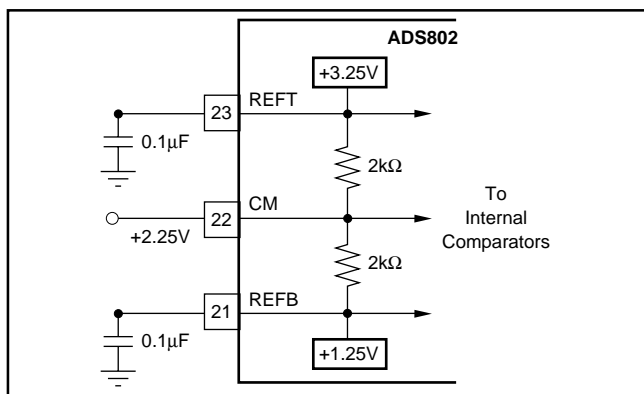 ADS802
+3.25V
23
REFT
0.1μF
2kΩ
To
Internal
Comparators
22
CM
+2.25V
2kΩ
21
REFB
0.1μF
+1.25V